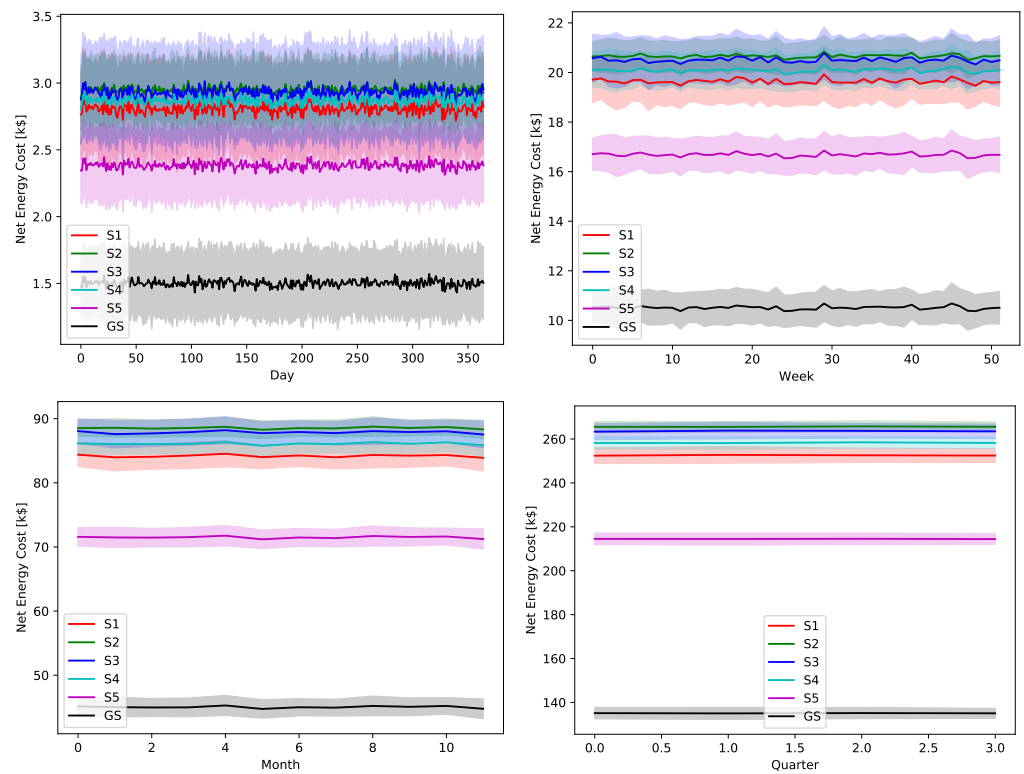 3.5
3.0
2.5
2.0
1.5
Net Energy Cost [k$]
S1
S2
S3
S4
S5
GS
0 50 100 150 200 250 300 350
Day
22
20
18
16
14
12
10
Net Energy Cost [k$]
S1
S2
S3
S4
S5
GS
0 10 20 30 40 50
Week
90
80
70
60
50
Net Energy Cost [k$]
S1
S2
S3
S4
S5
GS
0 2 4 6 8 10
Month
260
240
220
200
180
160
140
Net Energy Cost [k$]
S1
S2
S3
S4
S5
GS
0.0 0.5 1.0 1.5 2.0 2.5 3.0
Quarter